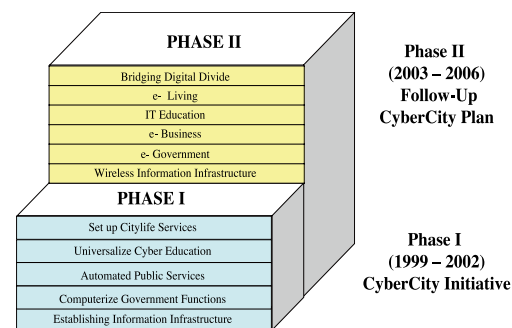 PHASE II
Bridging Digital Divide
e- Living
IT Education
e- Business
e- Government
Wireless Information Infrastructure
PHASE I
Set up Citylife Services
Universalize Cyber Education
Automated Public Services
Computerize Government Functions
Establishing Information Infrastructure
Phase II
(2003 – 2006)
Follow-Up
CyberCity Plan
Phase I
(1999 – 2002)
CyberCity Initiative